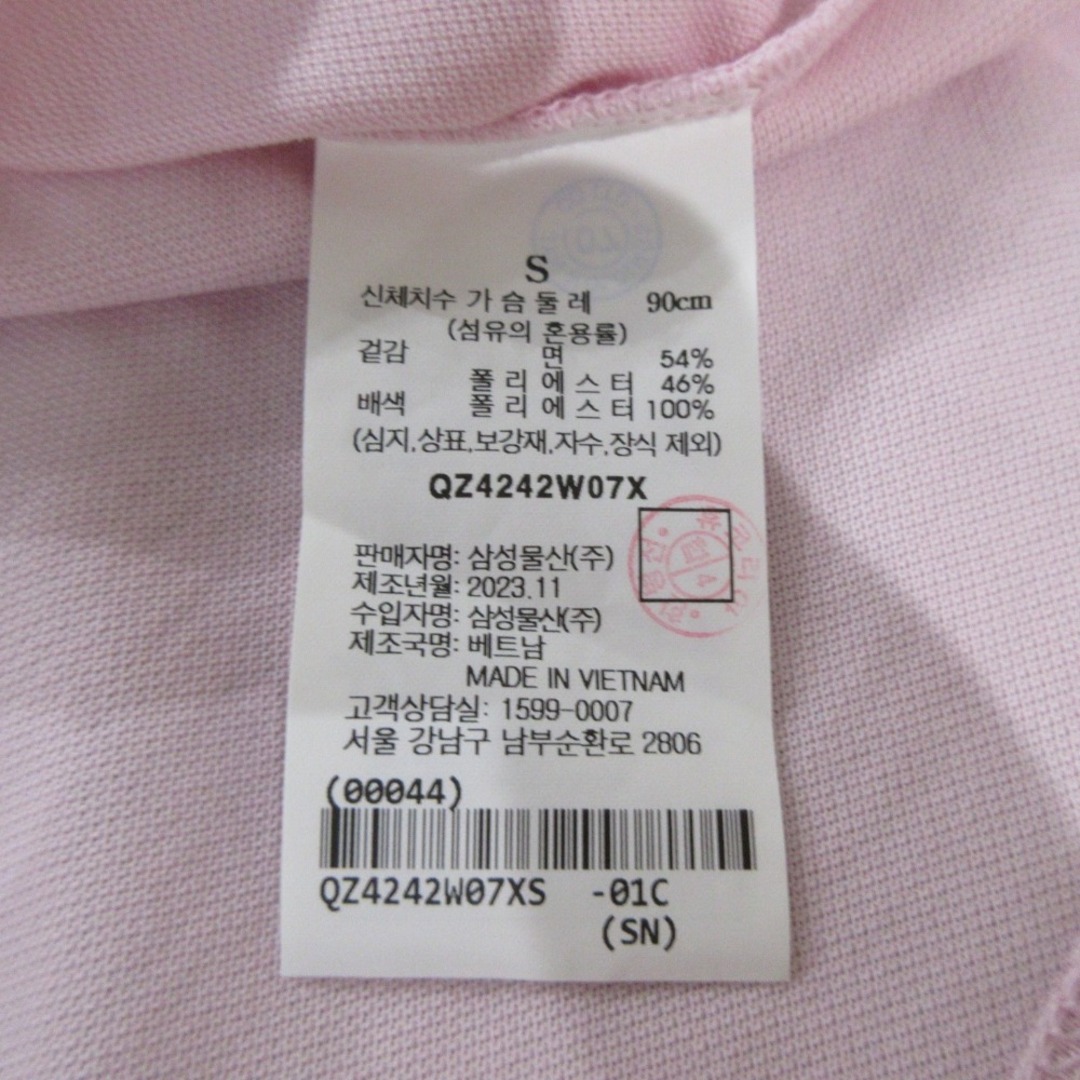 S
신체치수 가 슴 둘 레 90cm
(섬유의 혼용률)
겉감 면 54%
폴 리 에 스 터 46%
배색 폴 리 에 스 터 100%
(심지,상표,보강재,자수,장식 제외)
QZ4242W07X
판매자명: 삼성물산(주)
제조년월: 2023.11
수입자명: 삼성물산(주)
제조국명: 베트남
MADE IN VIETNAM
고객상담실: 1599-0007
서울 강남구 남부순환로 2806
(00044)
QZ4242W07XS -01C
(SN)